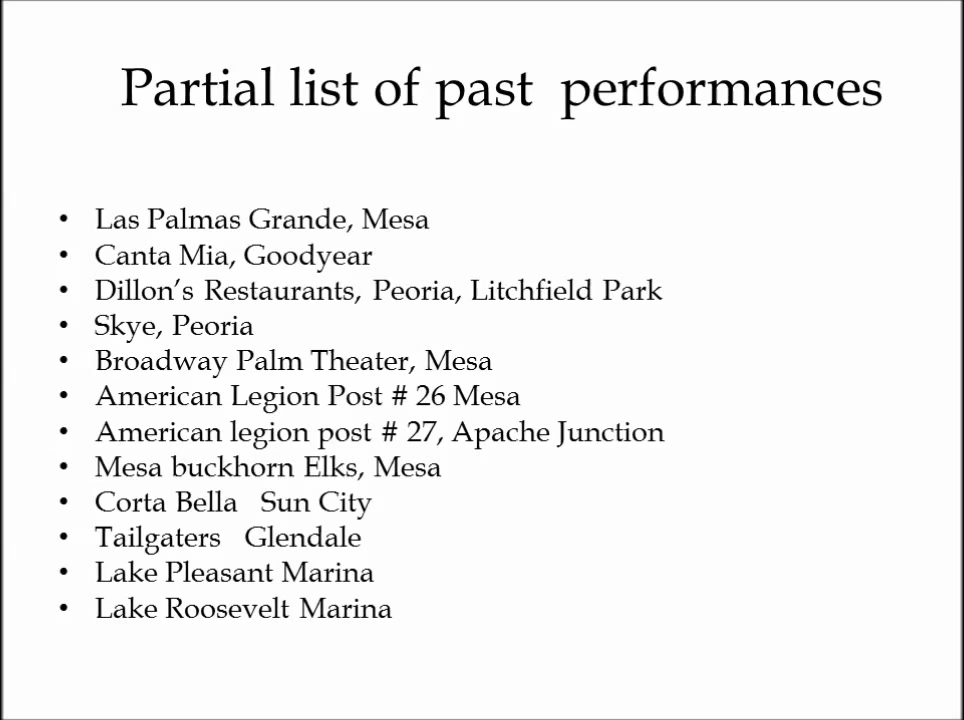 Partial list of past  performances
• Las Palmas Grande, Mesa
• Canta Mia, Goodyear
• Dillon’s Restaurants, Peoria, Litchfield Park
• Skye, Peoria
• Broadway Palm Theater, Mesa
• American Legion Post # 26 Mesa
• American legion post # 27, Apache Junction
• Mesa buckhorn Elks, Mesa
• Corta Bella   Sun City
• Tailgaters   Glendale
• Lake Pleasant Marina
• Lake Roosevelt Marina